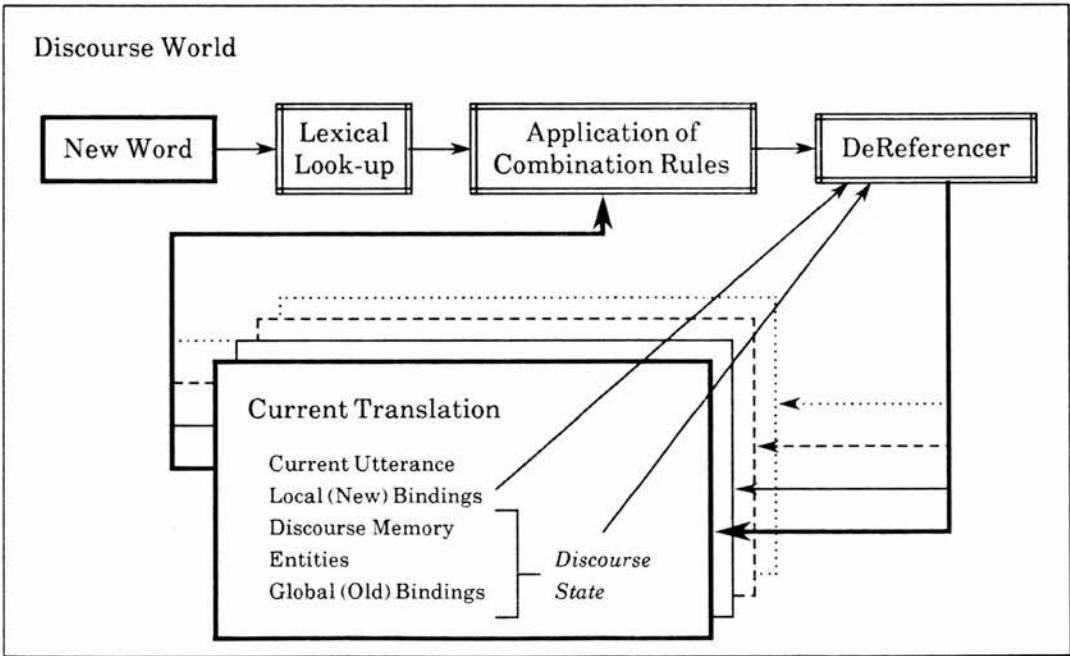 Discourse World
New Word
Lexical
Look-up
Application of
Combination Rules
DeReferencer
Current Translation
Current Utterance
Local (New) Bindings
Discourse Memory
Entities
Global (Old) Bindings
Discourse
State